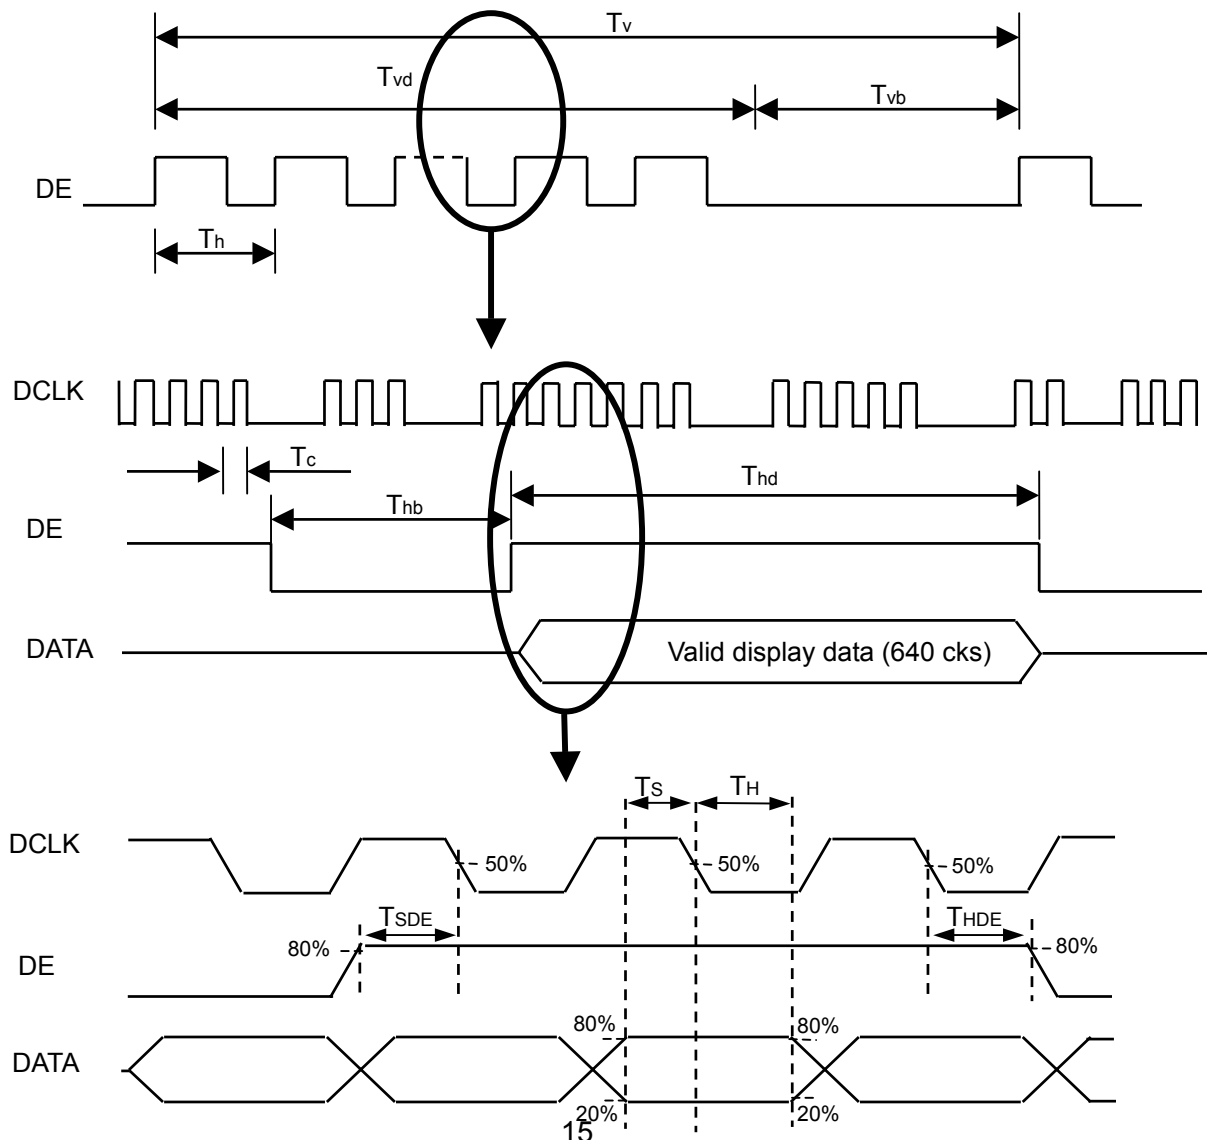 Tv
Tvd
Tvb
DE
Th
DCLK
Tc
Thd
Thb
DE
DATA
Valid display data (640 cks)
TS
TH
DCLK
50%
50%
50%
TSDE
THDE
80%
80%
DE
80%
80%
DATA
20%
20%
15